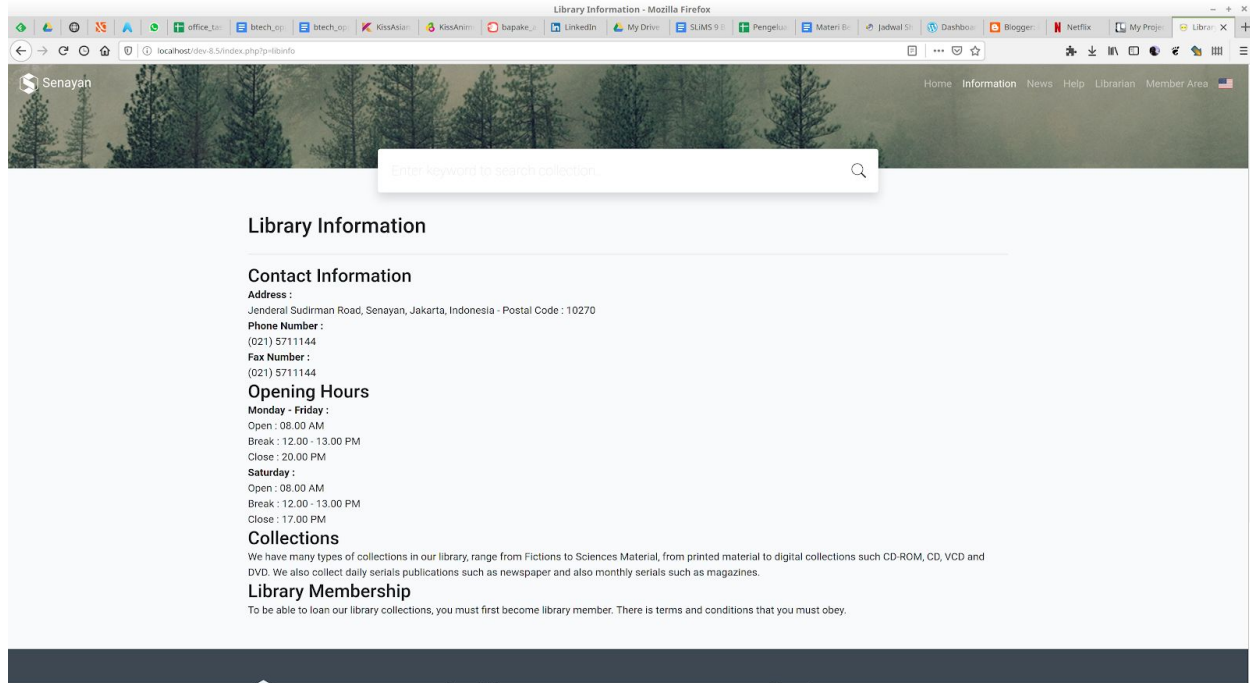 Library Information - Mozilla Firefox
office_tas btech_op btech_op KissAsian KissAnim bapake_ LinkedIn My Drive SLiMS 9 B Pengelua Materi Be Jadwal Sh Dashboa Blogger: Netflix My Projec Librar
localhost/dev-8.5/index.php?p=libinfo
Senayan
Home Information News Help Librarian Member Area
Enter keyword to search collection...
Library Information
Contact Information
Address :
Jenderal Sudirman Road, Senayan, Jakarta, Indonesia - Postal Code : 10270
Phone Number :
(021) 5711144
Fax Number :
(021) 5711144
Opening Hours
Monday - Friday :
Open : 08.00 AM
Break : 12.00 - 13.00 PM
Close : 20.00 PM
Saturday :
Open : 08.00 AM
Break : 12.00 - 13.00 PM
Close : 17.00 PM
Collections
We have many types of collections in our library, range from Fictions to Sciences Material, from printed material to digital collections such CD-ROM, CD, VCD and
DVD. We also collect daily serials publications such as newspaper and also monthly serials such as magazines.
Library Membership
To be able to loan our library collections, you must first become library member. There is terms and conditions that you must obey.